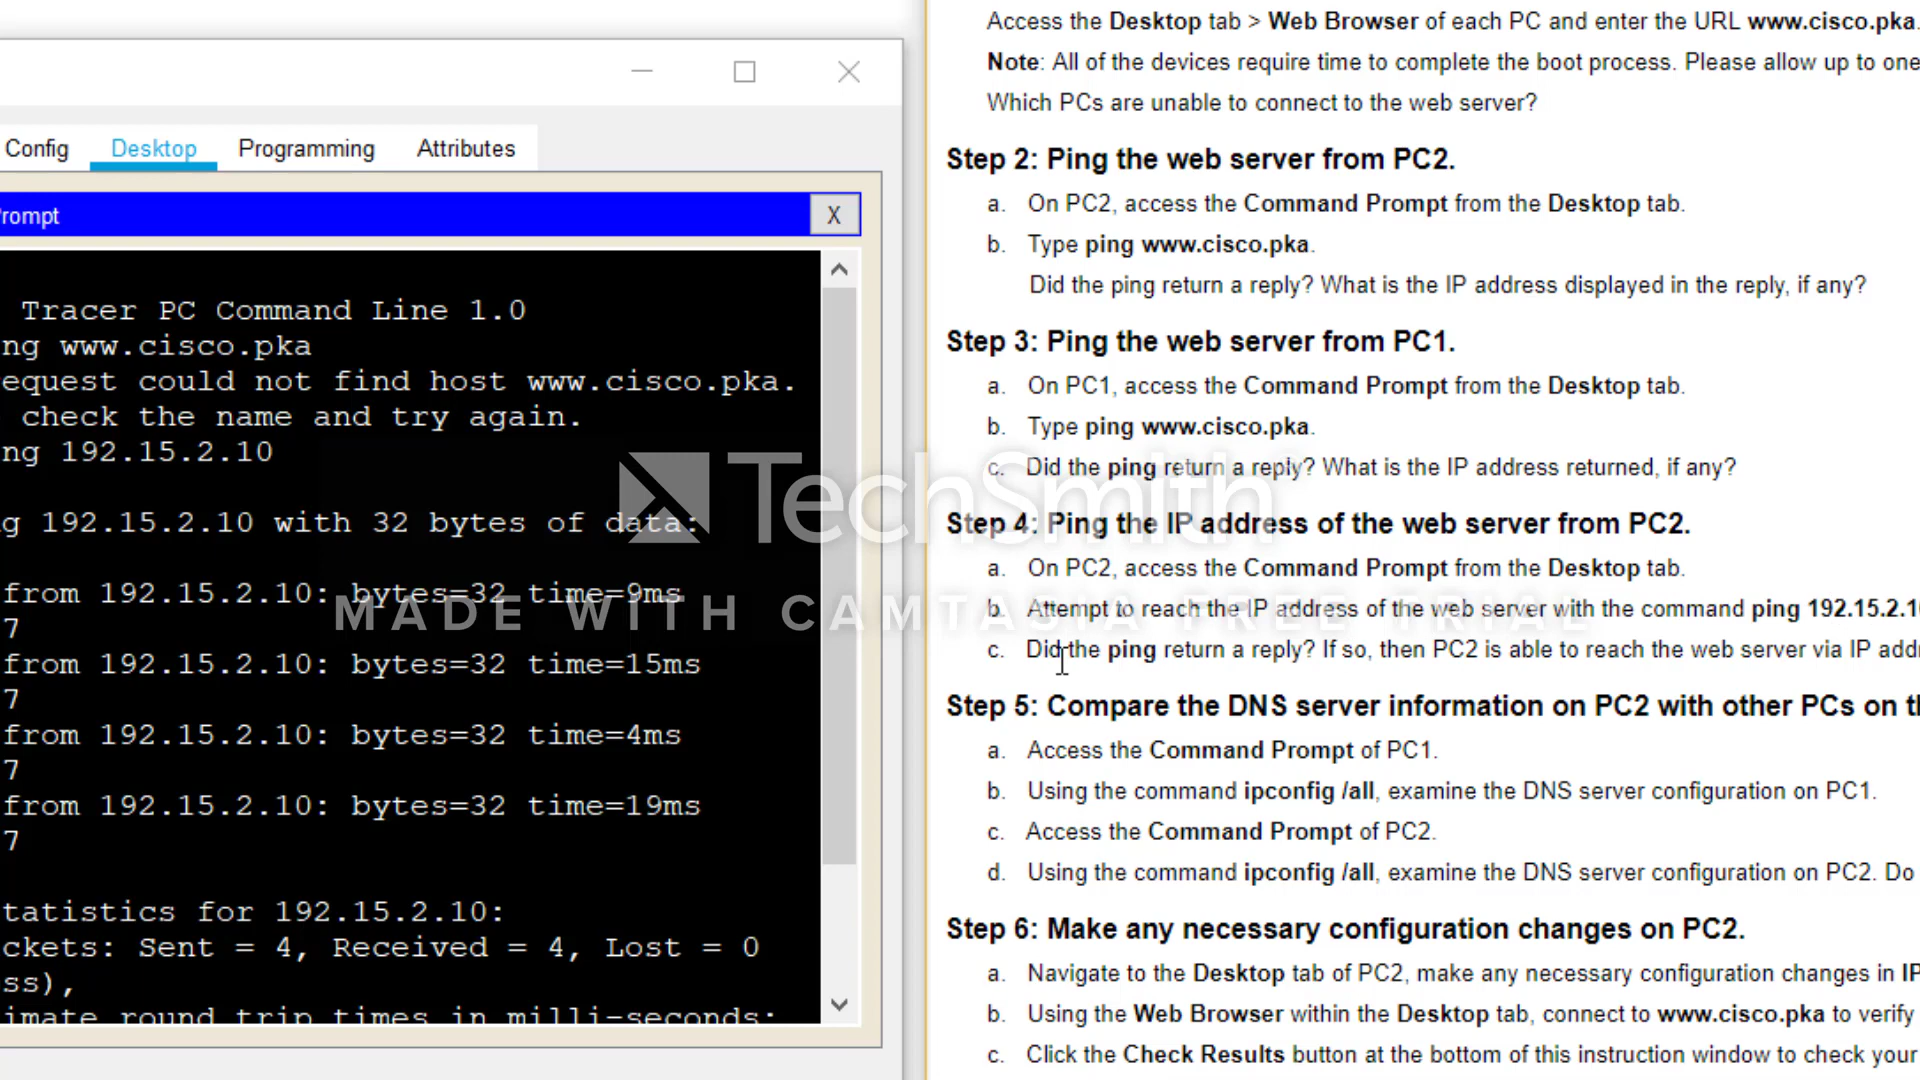 Config Desktop Programming Attributes
rompt X
Tracer PC Command Line 1.0
ng www.cisco.pka
equest could not find host www.cisco.pka.
check the name and try again.
ng 192.15.2.10
g 192.15.2.10 with 32 bytes of data:
from 192.15.2.10: bytes=32 time=9ms
7
from 192.15.2.10: bytes=32 time=15ms
7
from 192.15.2.10: bytes=32 time=4ms
7
from 192.15.2.10: bytes=32 time=19ms
7
tatistics for 192.15.2.10:
ckets: Sent = 4, Received = 4, Lost = 0
ss),
imate round trip times in milli-seconds:
Access the Desktop tab > Web Browser of each PC and enter the URL www.cisco.pka.
Note: All of the devices require time to complete the boot process. Please allow up to one
Which PCs are unable to connect to the web server?
Step 2: Ping the web server from PC2.
a. On PC2, access the Command Prompt from the Desktop tab.
b. Type ping www.cisco.pka.
Did the ping return a reply? What is the IP address displayed in the reply, if any?
Step 3: Ping the web server from PC1.
a. On PC1, access the Command Prompt from the Desktop tab.
b. Type ping www.cisco.pka.
c. Did the ping return a reply? What is the IP address returned, if any?
Step 4: Ping the IP address of the web server from PC2.
a. On PC2, access the Command Prompt from the Desktop tab.
b. Attempt to reach the IP address of the web server with the command ping 192.15.2.10
c. Did the ping return a reply? If so, then PC2 is able to reach the web server via IP add
Step 5: Compare the DNS server information on PC2 with other PCs on th
a. Access the Command Prompt of PC1.
b. Using the command ipconfig /all, examine the DNS server configuration on PC1.
c. Access the Command Prompt of PC2.
d. Using the command ipconfig /all, examine the DNS server configuration on PC2. Do
Step 6: Make any necessary configuration changes on PC2.
a. Navigate to the Desktop tab of PC2, make any necessary configuration changes in IP
b. Using the Web Browser within the Desktop tab, connect to www.cisco.pka to verify
c. Click the Check Results button at the bottom of this instruction window to check your
TechSmith
MADE WITH CAMTASIA FREE TRIAL